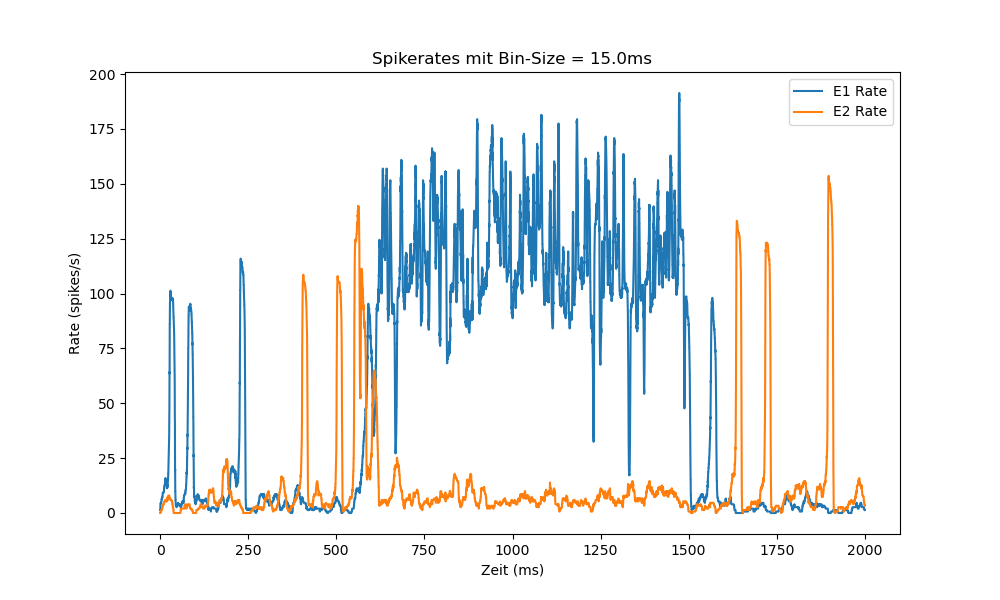 Spikerates mit Bin-Size = 15.0ms
E1 Rate
E2 Rate
Rate (spikes/s)
200
175
150
125
100
75
50
25
0
0 250 500 750 1000 1250 1500 1750 2000
Zeit (ms)